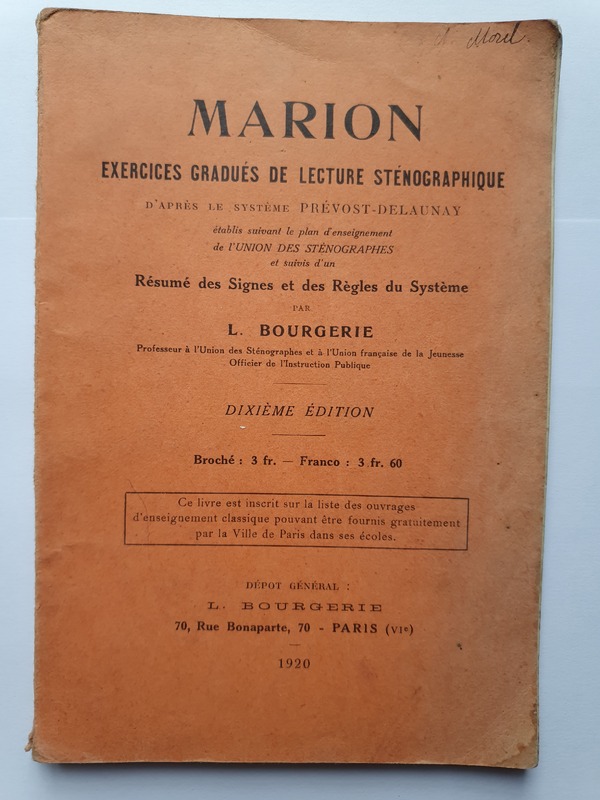 Morel.
MARION
EXERCICES GRADUÉS DE LECTURE STÉNOGRAPHIQUE
D'APRÈS LE SYSTÈME PRÉVOST-DELAUNAY
établis suivant le plan d'enseignement
de l'UNION DES STÉNOGRAPHES
et suivis d'un
Résumé des Signes et des Règles du Système
PAR
L. BOURGERIE
Professeur à l'Union des Sténographes et à l'Union française de la Jeunesse
Officier de l'Instruction Publique
DIXIÈME ÉDITION
Broché : 3 fr. — Franco : 3 fr. 60
Ce livre est inscrit sur la liste des ouvrages
d'enseignement classique pouvant être fournis gratuitement
par la Ville de Paris dans ses écoles.
DÉPOT GÉNÉRAL :
L. BOURGERIE
70, Rue Bonaparte, 70 - PARIS (VIe)
1920